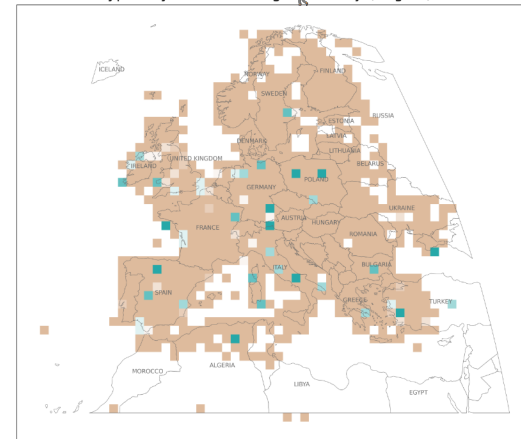 ICELAND
NORWAY
FINLAND
SWEDEN
RUSSIA
ESTONIA
LATVIA
DENMARK
LITHUANIA
UNITED KINGDOM
BELARUS
IRELAND
POLAND
GERMANY
UKRAINE
AUSTRIA
HUNGARY
FRANCE
ROMANIA
ITALY
BULGARIA
SPAIN
GREECE
TURKEY
ALGERIA
MOROCCO
LIBYA
EGYPT